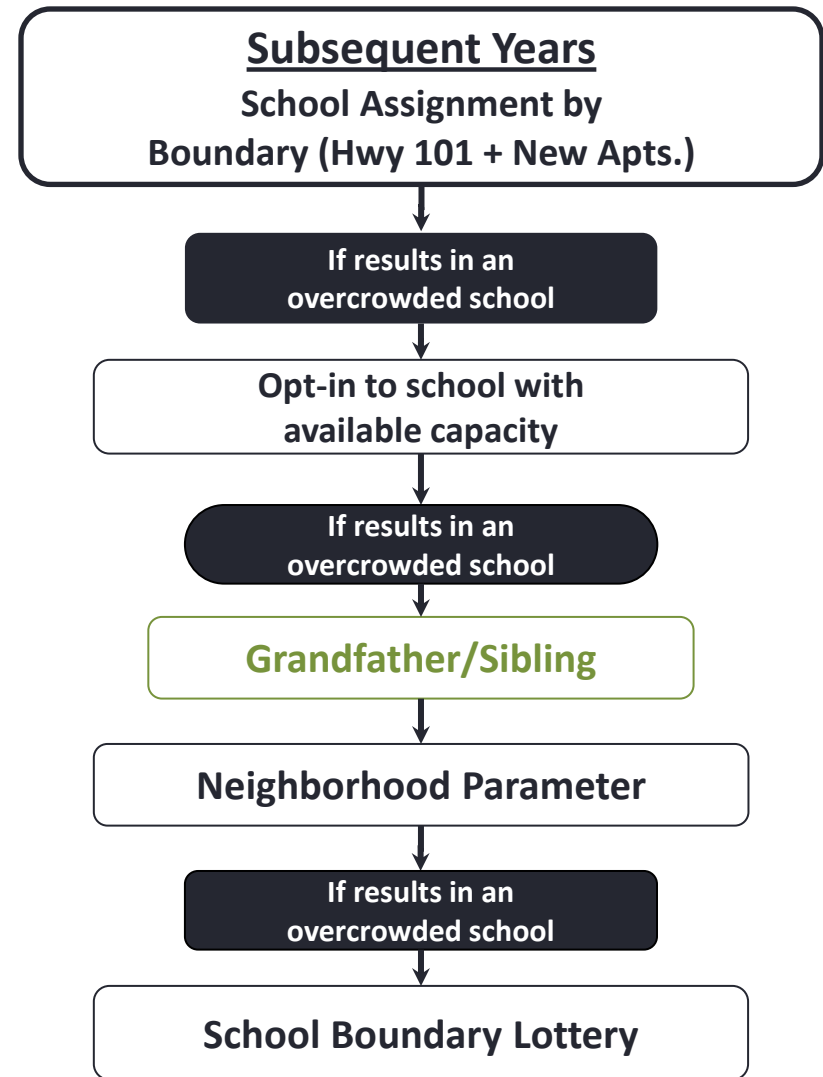 Subsequent Years
School Assignment by
Boundary (Hwy 101 + New Apts.)
If results in an
overcrowded school
Opt-in to school with
available capacity
If results in an
overcrowded school
Grandfather/Sibling
Neighborhood Parameter
If results in an
overcrowded school
School Boundary Lottery